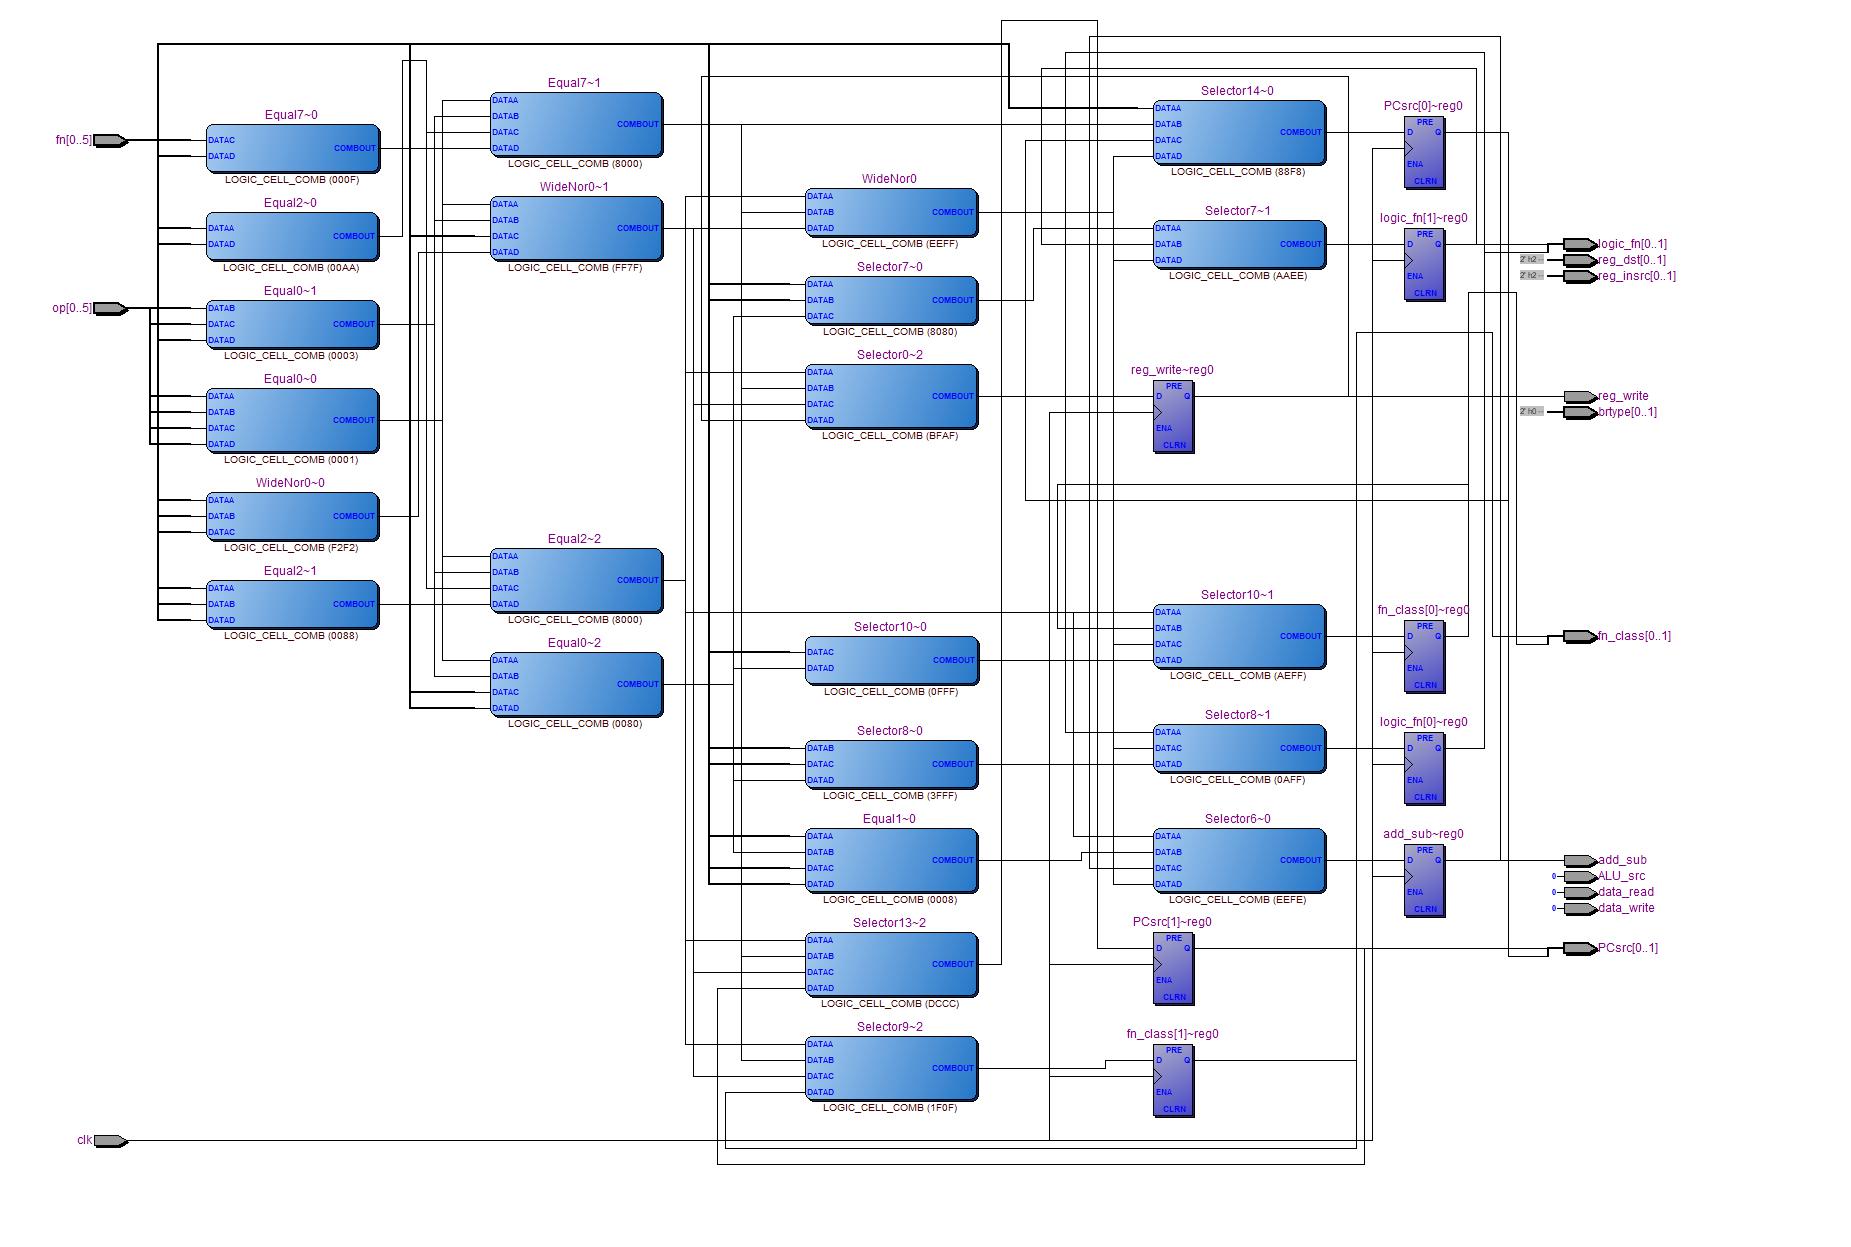 fn[0..5]
op[0..5]
clk
Equal7~0
DATAC
DATAD
COMBOUT
LOGIC_CELL_COMB (000F)
Equal2~0
DATAA
DATAD
COMBOUT
LOGIC_CELL_COMB (00AA)
Equal0~1
DATAB
DATAC
DATAD
COMBOUT
LOGIC_CELL_COMB (0003)
Equal0~0
DATAA
DATAB
DATAC
DATAD
COMBOUT
LOGIC_CELL_COMB (0001)
WideNor0~0
DATAA
DATAB
DATAC
COMBOUT
LOGIC_CELL_COMB (F2F2)
Equal2~1
DATAA
DATAB
DATAD
COMBOUT
LOGIC_CELL_COMB (0088)
Equal7~1
DATAA
DATAB
DATAC
DATAD
COMBOUT
LOGIC_CELL_COMB (8000)
WideNor0~1
DATAA
DATAB
DATAC
DATAD
COMBOUT
LOGIC_CELL_COMB (FF7F)
Equal2~2
DATAA
DATAB
DATAC
DATAD
COMBOUT
LOGIC_CELL_COMB (8000)
Equal0~2
DATAA
DATAB
DATAC
DATAD
COMBOUT
LOGIC_CELL_COMB (0080)
WideNor0
DATAA
DATAB
DATAD
COMBOUT
LOGIC_CELL_COMB (EEFF)
Selector7~0
DATAA
DATAB
DATAC
COMBOUT
LOGIC_CELL_COMB (8080)
Selector0~2
DATAA
DATAB
DATAC
DATAD
COMBOUT
LOGIC_CELL_COMB (BFAF)
Selector10~0
DATAC
DATAD
COMBOUT
LOGIC_CELL_COMB (0FFF)
Selector8~0
DATAB
DATAC
DATAD
COMBOUT
LOGIC_CELL_COMB (3FFF)
Equal1~0
DATAA
DATAB
DATAC
DATAD
COMBOUT
LOGIC_CELL_COMB (0008)
Selector13~2
DATAA
DATAB
DATAC
DATAD
COMBOUT
LOGIC_CELL_COMB (DCCC)
Selector9~2
DATAA
DATAB
DATAC
DATAD
COMBOUT
LOGIC_CELL_COMB (1F0F)
Selector14~0
DATAA
DATAB
DATAC
DATAD
COMBOUT
LOGIC_CELL_COMB (88F8)
Selector7~1
DATAA
DATAB
DATAD
COMBOUT
LOGIC_CELL_COMB (AAEE)
reg_write~reg0
PRE
D Q
ENA
CLRN
Selector10~1
DATAA
DATAB
DATAC
DATAD
COMBOUT
LOGIC_CELL_COMB (AEFF)
Selector8~1
DATAA
DATAC
DATAD
COMBOUT
LOGIC_CELL_COMB (0AFF)
Selector6~0
DATAA
DATAB
DATAC
DATAD
COMBOUT
LOGIC_CELL_COMB (EEFE)
PCsrc[1]~reg0
PRE
D Q
ENA
CLRN
fn_class[1]~reg0
PRE
D Q
ENA
CLRN
PCsrc[0]~reg0
PRE
D Q
ENA
CLRN
logic_fn[1]~reg0
PRE
D Q
ENA
CLRN
fn_class[0]~reg0
PRE
D Q
ENA
CLRN
logic_fn[0]~reg0
PRE
D Q
ENA
CLRN
add_sub~reg0
PRE
D Q
ENA
CLRN
logic_fn[0..1]
2' h2 reg_dst[0..1]
2' h2 reg_insrc[0..1]
reg_write
2' h0 brtype[0..1]
fn_class[0..1]
add_sub
0 ALU_src
0 data_read
0 data_write
PCsrc[0..1]